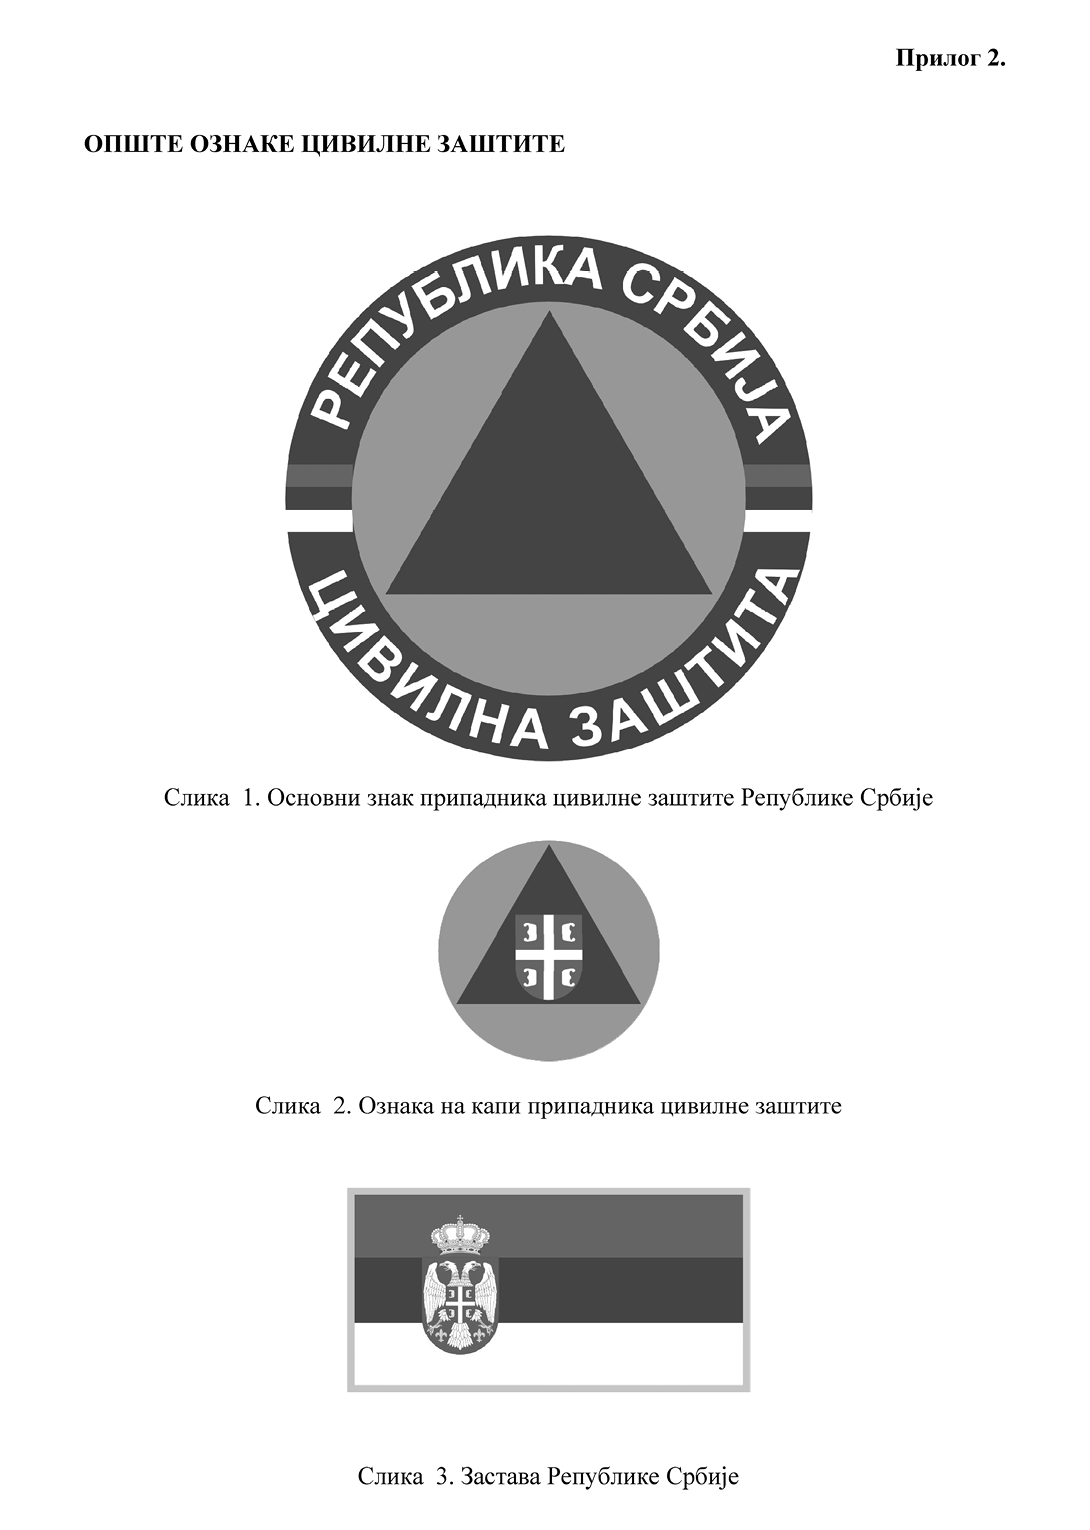 Прилог 2.
ОПШТЕ ОЗНАКЕ ЦИВИЛНЕ ЗАШТИТЕ
РЕПУБЛИКА СРБИЈА
ЦИВИЛНА ЗАШТИТА
Слика 1. Основни знак припадника цивилне заштите Републике Србије
Слика 2. Ознака на капи припадника цивилне заштите
Слика 3. Застава Републике Србије